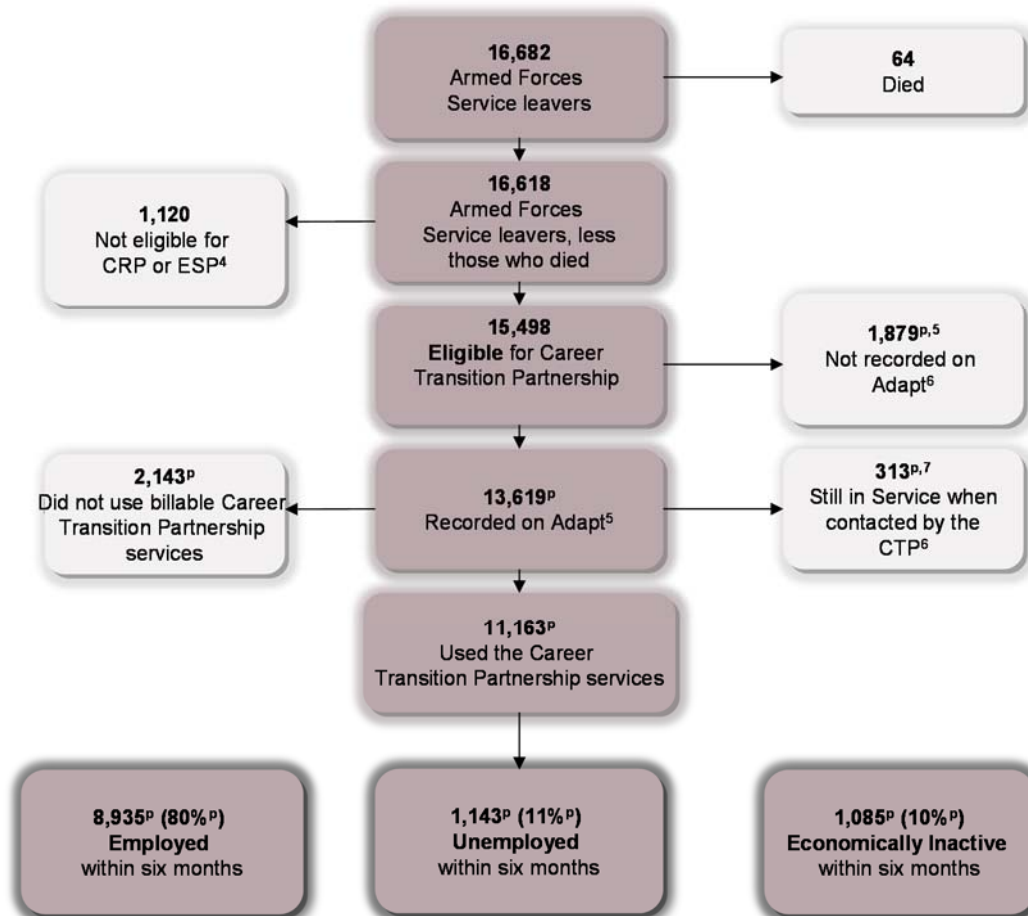 16,682
Armed Forces
Service leavers
64
Died
16,618
Armed Forces
Service leavers, less
those who died
1,120
Not eligible for
CRP or ESP⁴
15,498
Eligible for Career
Transition Partnership
1,879ᵖ,⁵
Not recorded on
Adapt⁶
2,143ᵖ
Did not use billable Career
Transition Partnership
services
13,619ᵖ
Recorded on Adapt⁵
313ᵖ,⁷
Still in Service when
contacted by the
CTP⁶
11,163ᵖ
Used the Career
Transition Partnership services
8,935ᵖ (80%ᵖ)
Employed
within six months
1,143ᵖ (11%ᵖ)
Unemployed
within six months
1,085ᵖ (10%ᵖ)
Economically Inactive
within six months